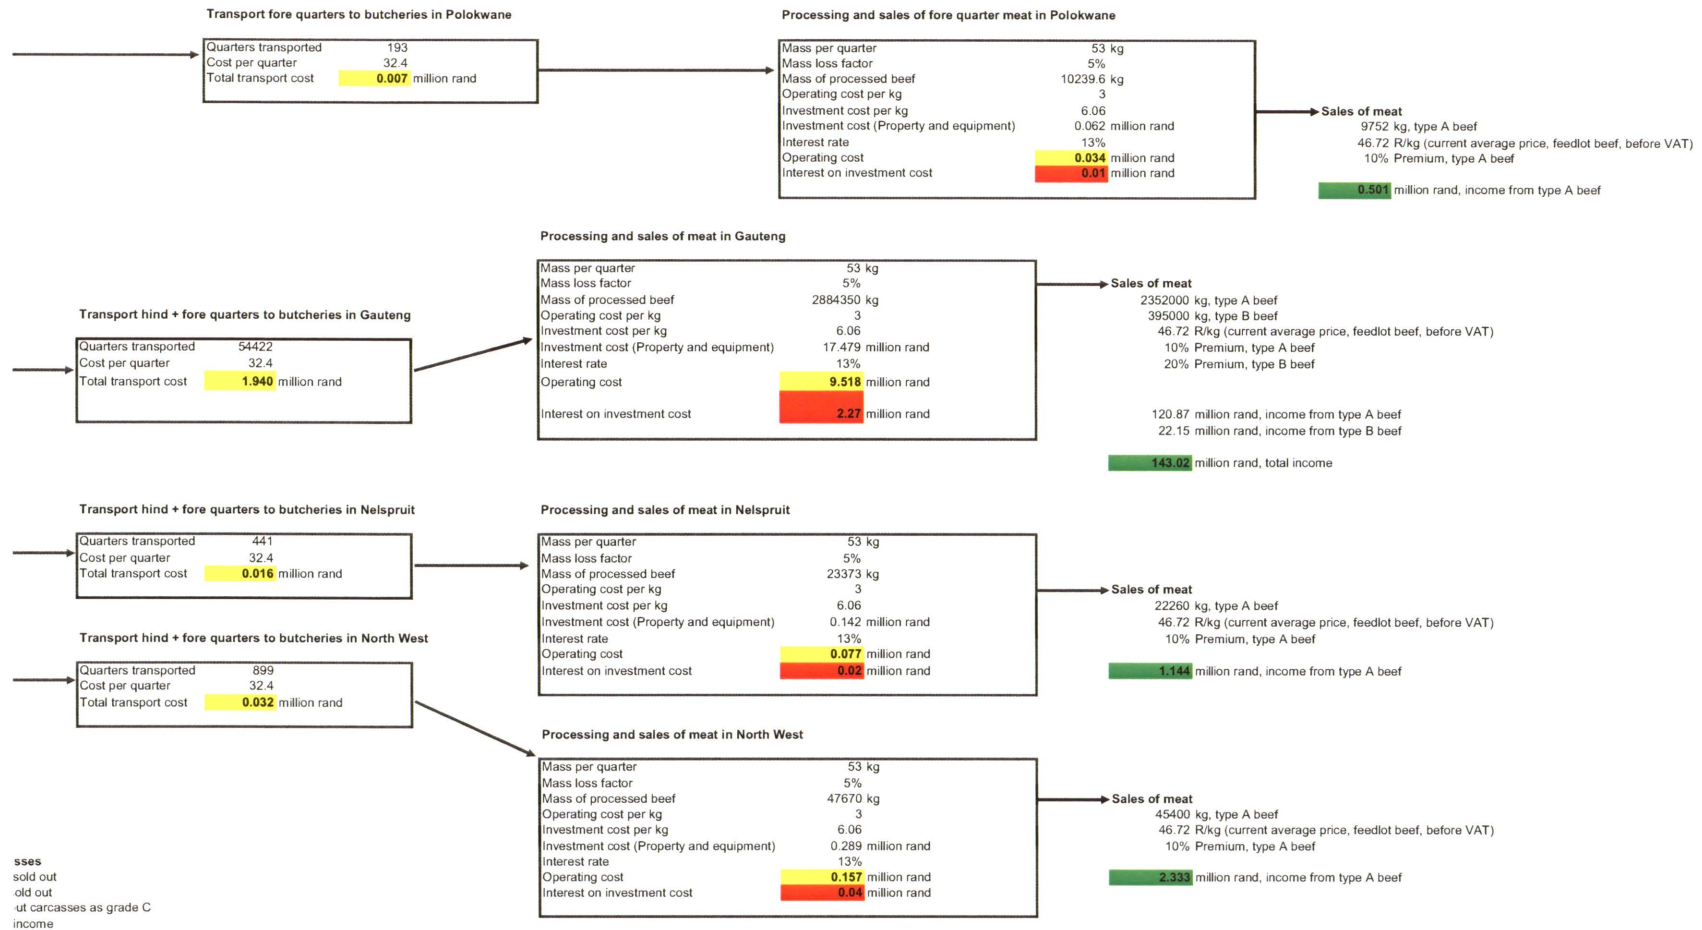 Transport fore quarters to butcheries in Polokwane
Quarters transported 193
Cost per quarter 32.4
Total transport cost 0.007 million rand
Processing and sales of fore quarter meat in Polokwane
Mass per quarter 53 kg
Mass loss factor 5%
Mass of processed beef 10239.6 kg
Operating cost per kg 3
Investment cost per kg 6.06
Investment cost (Property and equipment) 0.062 million rand
Interest rate 13%
Operating cost 0.034 million rand
Interest on investment cost 0.01 million rand
Sales of meat
9752 kg, type A beef
46.72 R/kg (current average price, feedlot beef, before VAT)
10% Premium, type A beef
0.501 million rand, income from type A beef
Transport hind + fore quarters to butcheries in Gauteng
Quarters transported 54422
Cost per quarter 32.4
Total transport cost 1.940 million rand
Processing and sales of meat in Gauteng
Mass per quarter 53 kg
Mass loss factor 5%
Mass of processed beef 2884350 kg
Operating cost per kg 3
Investment cost per kg 6.06
Investment cost (Property and equipment) 17.479 million rand
Interest rate 13%
Operating cost 9.518 million rand
Interest on investment cost 2.27 million rand
Sales of meat
2352000 kg, type A beef
395000 kg, type B beef
46.72 R/kg (current average price, feedlot beef, before VAT)
10% Premium, type A beef
20% Premium, type B beef
120.87 million rand, income from type A beef
22.15 million rand, income from type B beef
143.02 million rand, total income
Transport hind + fore quarters to butcheries in Nelspruit
Quarters transported 441
Cost per quarter 32.4
Total transport cost 0.016 million rand
Processing and sales of meat in Nelspruit
Mass per quarter 53 kg
Mass loss factor 5%
Mass of processed beef 23373 kg
Operating cost per kg 3
Investment cost per kg 6.06
Investment cost (Property and equipment) 0.142 million rand
Interest rate 13%
Operating cost 0.077 million rand
Interest on investment cost 0.02 million rand
Sales of meat
22260 kg, type A beef
46.72 R/kg (current average price, feedlot beef, before VAT)
10% Premium, type A beef
1.144 million rand, income from type A beef
Transport hind + fore quarters to butcheries in North West
Quarters transported 899
Cost per quarter 32.4
Total transport cost 0.032 million rand
Processing and sales of meat in North West
Mass per quarter 53 kg
Mass loss factor 5%
Mass of processed beef 47670 kg
Operating cost per kg 3
Investment cost per kg 6.06
Investment cost (Property and equipment) 0.289 million rand
Interest rate 13%
Operating cost 0.157 million rand
Interest on investment cost 0.04 million rand
Sales of meat
45400 kg, type A beef
46.72 R/kg (current average price, feedlot beef, before VAT)
10% Premium, type A beef
2.333 million rand, income from type A beef
sses
sold out
old out
ut carcasses as grade C
income